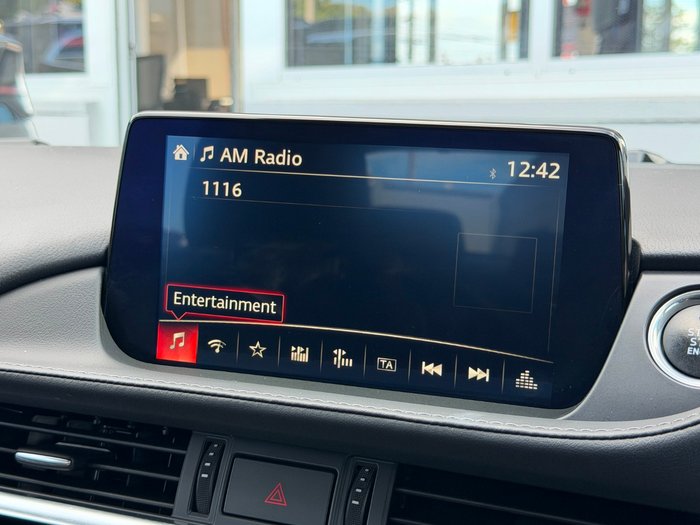 AM Radio
12:42
1116
Entertainment
TA